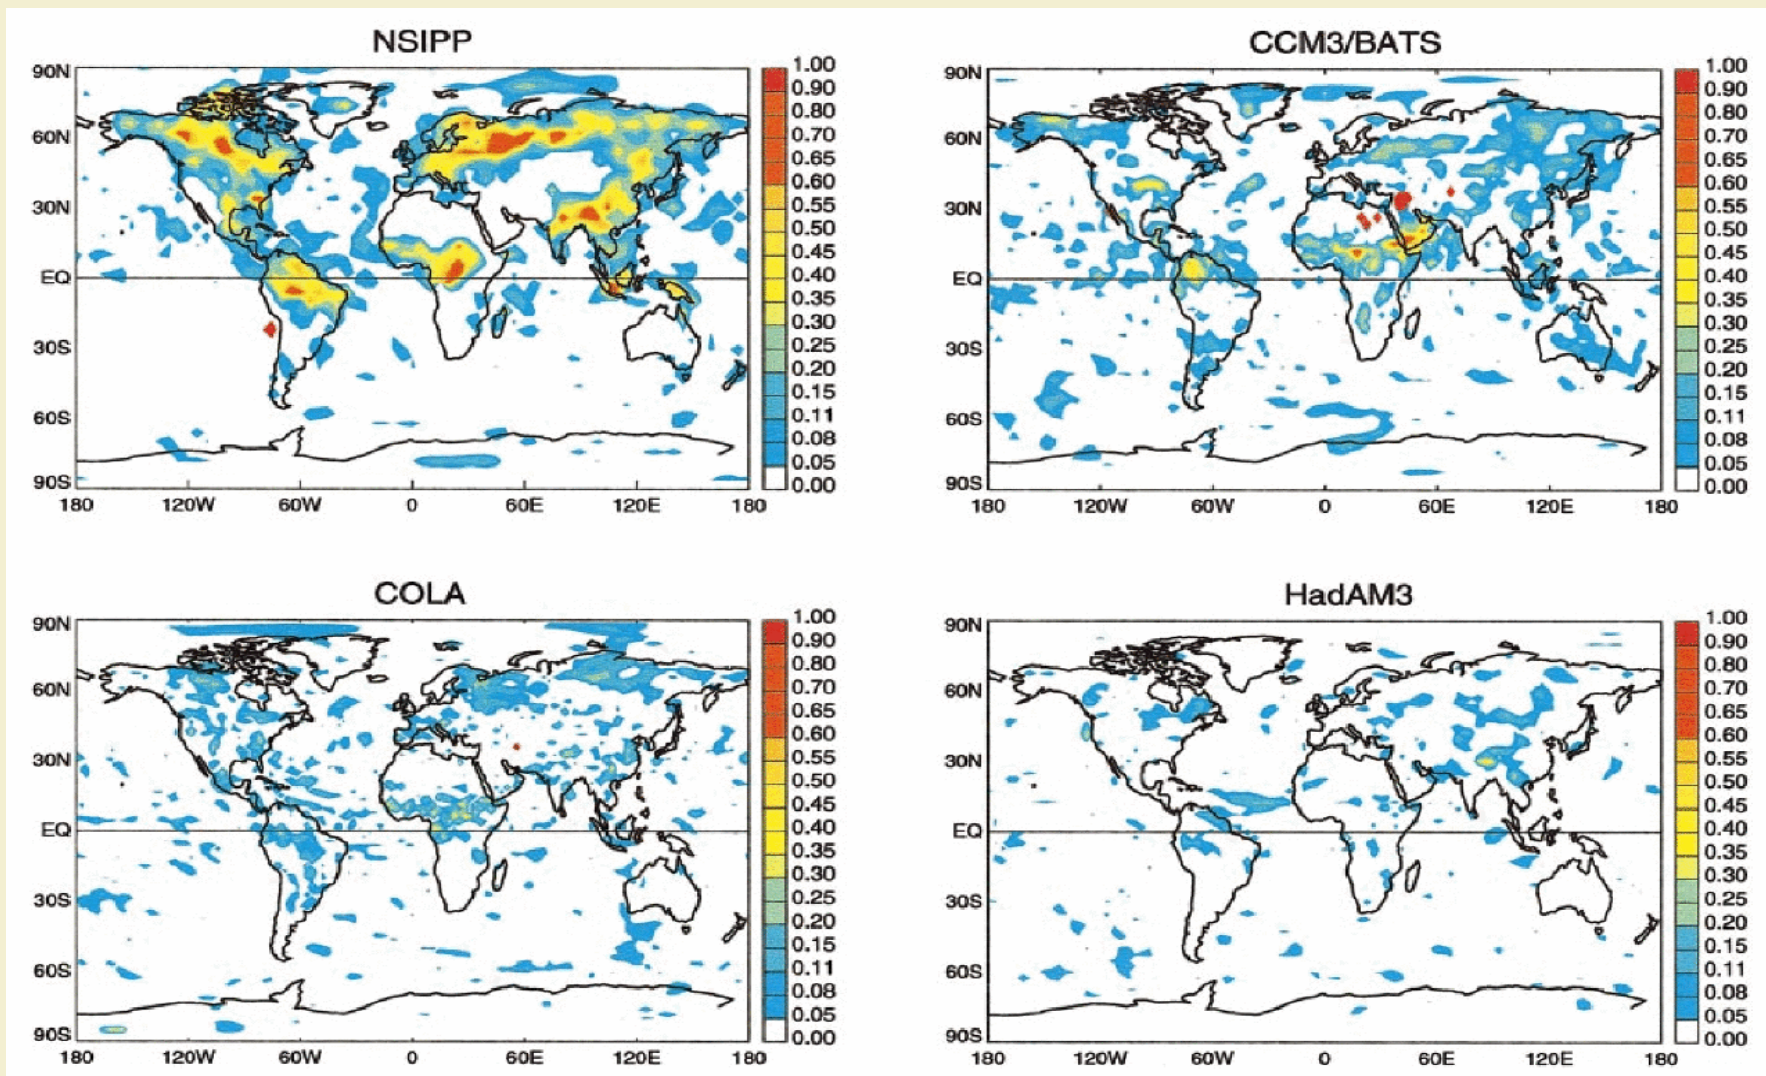 NSIPP
90N
60N
30N
EQ
30S
60S
90S
180 120W 60W 0 60E 120E 180
1.00
0.90
0.80
0.70
0.65
0.60
0.55
0.50
0.45
0.40
0.35
0.30
0.25
0.20
0.15
0.11
0.08
0.05
0.00
CCM3/BATS
90N
60N
30N
EQ
30S
60S
90S
180 120W 60W 0 60E 120E 180
1.00
0.90
0.80
0.70
0.65
0.60
0.55
0.50
0.45
0.40
0.35
0.30
0.25
0.20
0.15
0.11
0.08
0.05
0.00
COLA
90N
60N
30N
EQ
30S
60S
90S
180 120W 60W 0 60E 120E 180
1.00
0.90
0.80
0.70
0.65
0.60
0.55
0.50
0.45
0.40
0.35
0.30
0.25
0.20
0.15
0.11
0.08
0.05
0.00
HadAM3
90N
60N
30N
EQ
30S
60S
90S
180 120W 60W 0 60E 120E 180
1.00
0.90
0.80
0.70
0.65
0.60
0.55
0.50
0.45
0.40
0.35
0.30
0.25
0.20
0.15
0.11
0.08
0.05
0.00